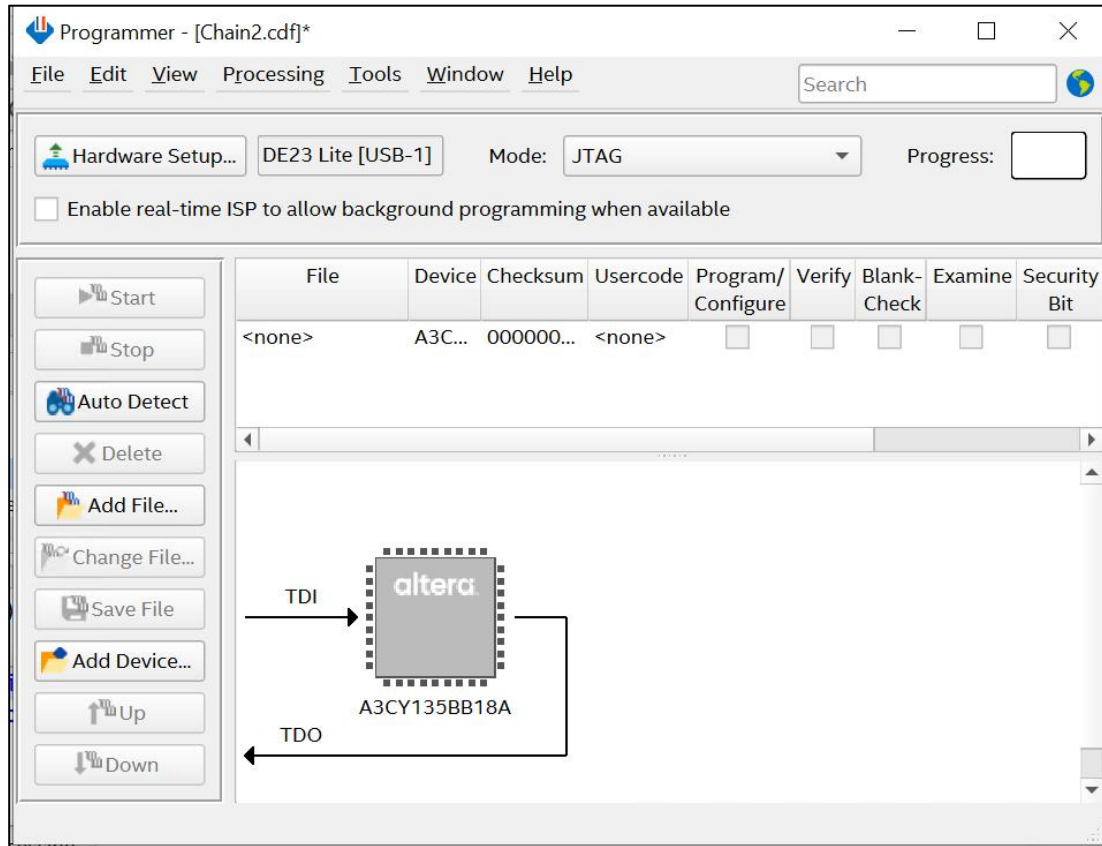 Programmer - [Chain2.cdf]*
File Edit View Processing Tools Window Help
Search
Hardware Setup... DE23 Lite [USB-1] Mode: JTAG Progress:
Enable real-time ISP to allow background programming when available
Start
Stop
Auto Detect
Delete
Add File...
Change File...
Save File
Add Device...
Up
Down
File Device Checksum Usercode Program/ Verify Blank- Examine Security
Configure Check Bit
<none> A3C... 000000... <none>
altera
TDI
A3CY135BB18A
TDO